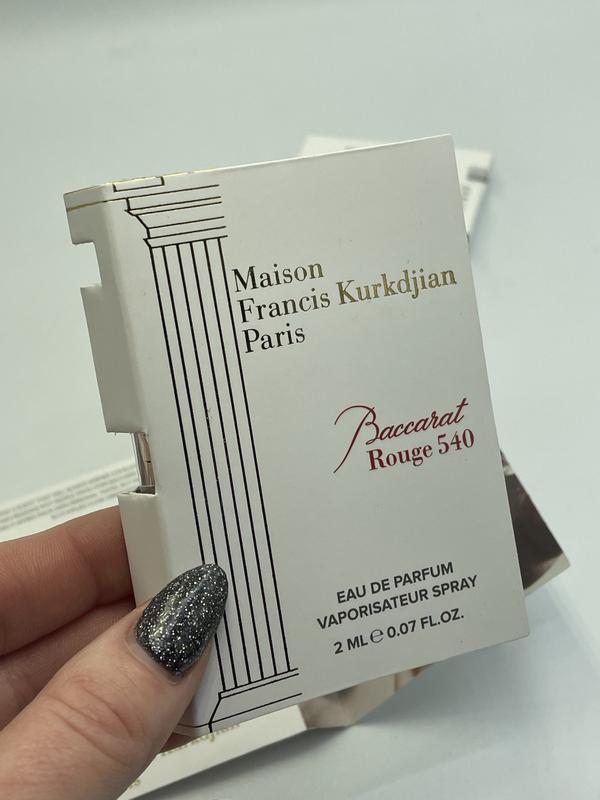 Maison
Francis Kurkdjian
Paris
Baccarat
Rouge 540
EAU DE PARFUM
VAPORISATEUR SPRAY
2 ML ℮ 0.07 FL.OZ.